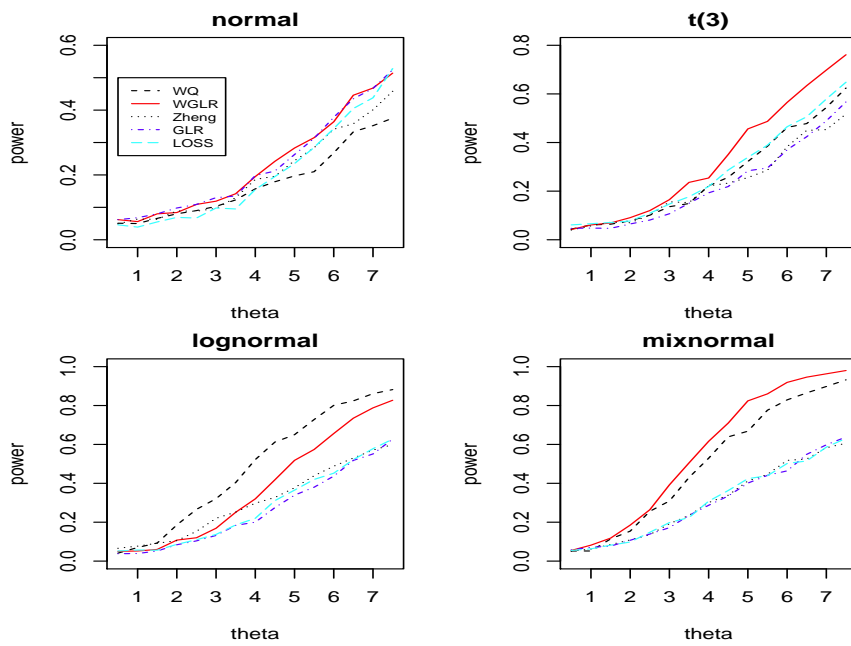 normal
power
0.0 0.2 0.4 0.6
WQ
WGLR
Zheng
GLR
LOSS
1 2 3 4 5 6 7
theta
t(3)
power
0.0 0.2 0.4 0.6 0.8
1 2 3 4 5 6 7
theta
lognormal
power
0.0 0.2 0.4 0.6 0.8 1.0
1 2 3 4 5 6 7
theta
mixnormal
power
0.0 0.2 0.4 0.6 0.8 1.0
1 2 3 4 5 6 7
theta